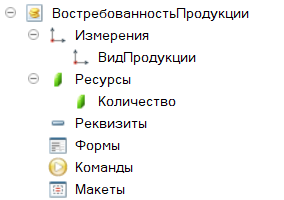 ВостребованностьПродукции
Измерения
ВидПродукции
Ресурсы
Количество
Реквизиты
Формы
Команды
Макеты